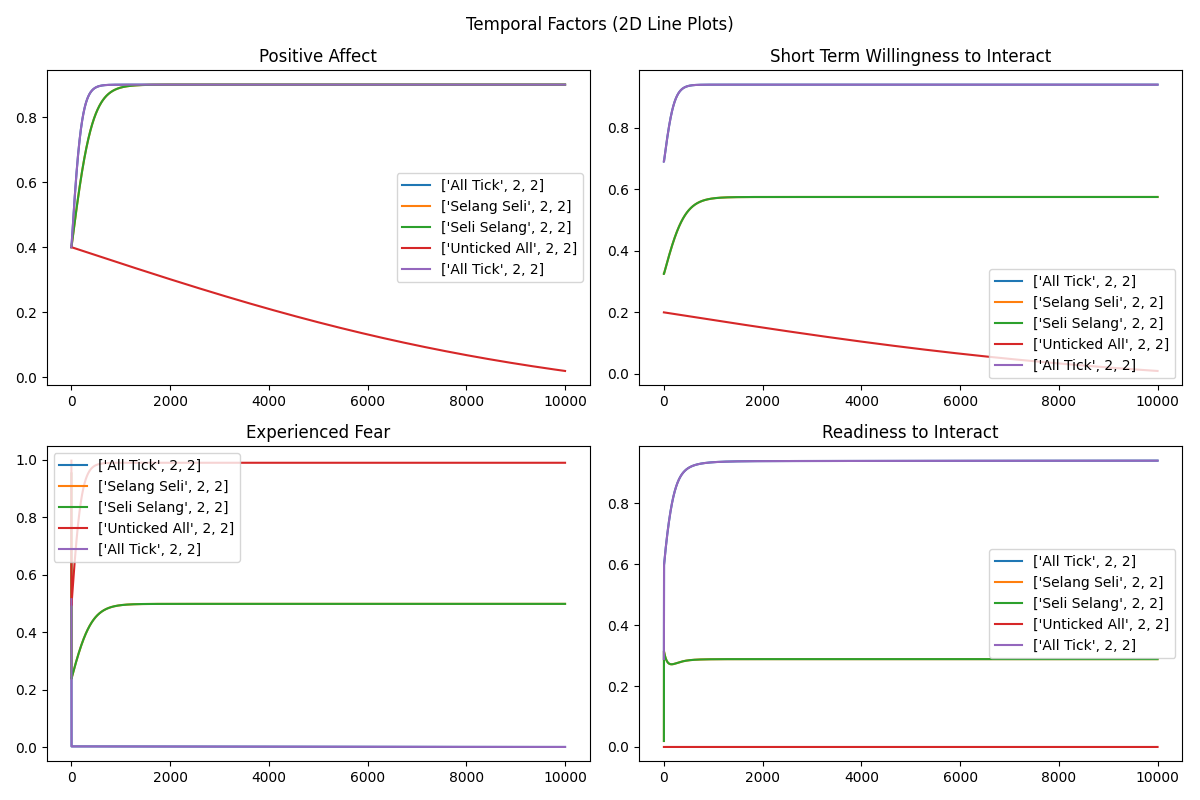 Temporal Factors (2D Line Plots)
Positive Affect
0.8
0.6
0.4
0.2
0.0
0 2000 4000 6000 8000 10000
['All Tick', 2, 2]
['Selang Seli', 2, 2]
['Seli Selang', 2, 2]
['Unticked All', 2, 2]
['All Tick', 2, 2]
Short Term Willingness to Interact
0.8
0.6
0.4
0.2
0.0
0 2000 4000 6000 8000 10000
['All Tick', 2, 2]
['Selang Seli', 2, 2]
['Seli Selang', 2, 2]
['Unticked All', 2, 2]
['All Tick', 2, 2]
Experienced Fear
1.0
0.8
0.6
0.4
0.2
0.0
0 2000 4000 6000 8000 10000
['All Tick', 2, 2]
['Selang Seli', 2, 2]
['Seli Selang', 2, 2]
['Unticked All', 2, 2]
['All Tick', 2, 2]
Readiness to Interact
0.8
0.6
0.4
0.2
0.0
0 2000 4000 6000 8000 10000
['All Tick', 2, 2]
['Selang Seli', 2, 2]
['Seli Selang', 2, 2]
['Unticked All', 2, 2]
['All Tick', 2, 2]